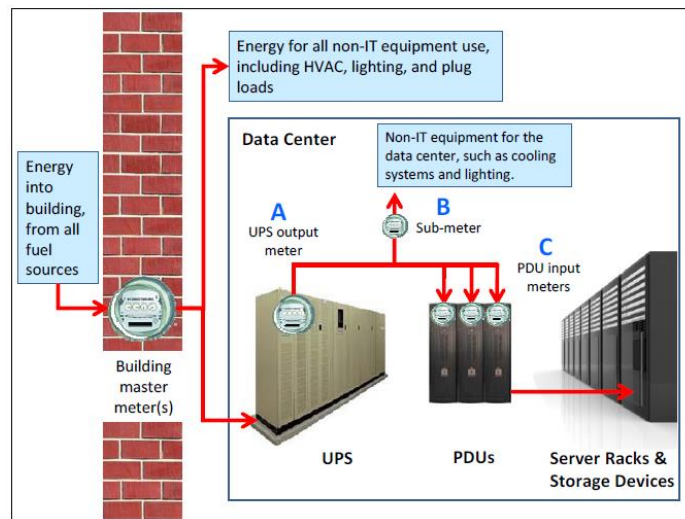 Energy for all non-IT equipment use,
including HVAC, lighting, and plug
loads
Energy
into
building,
from all
fuel
sources
Building
master
meter(s)
Data Center
Non-IT equipment for the
data center, such as cooling
systems and lighting.
A
UPS output
meter
B
Sub-meter
C
PDU input
meters
UPS
PDUs
Server Racks &
Storage Devices